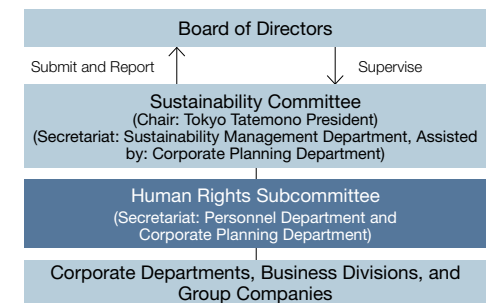 Board of Directors
Submit and Report
Supervise
Sustainability Committee
(Chair: Tokyo Tatemono President)
(Secretariat: Sustainability Management Department, Assisted
by: Corporate Planning Department)
Human Rights Subcommittee
(Secretariat: Personnel Department and
Corporate Planning Department)
Corporate Departments, Business Divisions, and
Group Companies